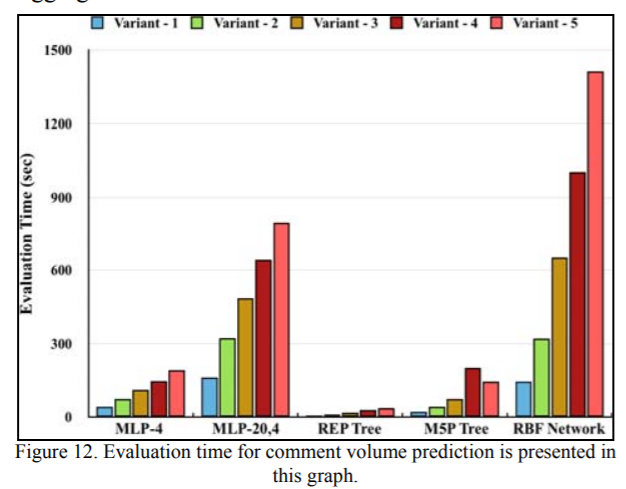 Variant - 1 Variant - 2 Variant - 3 Variant - 4 Variant - 5
1500
1200
900
600
300
0
Evaluation Time (sec)
MLP-4 MLP-20,4 REP Tree M5P Tree RBF Network
Figure 12. Evaluation time for comment volume prediction is presented in
this graph.